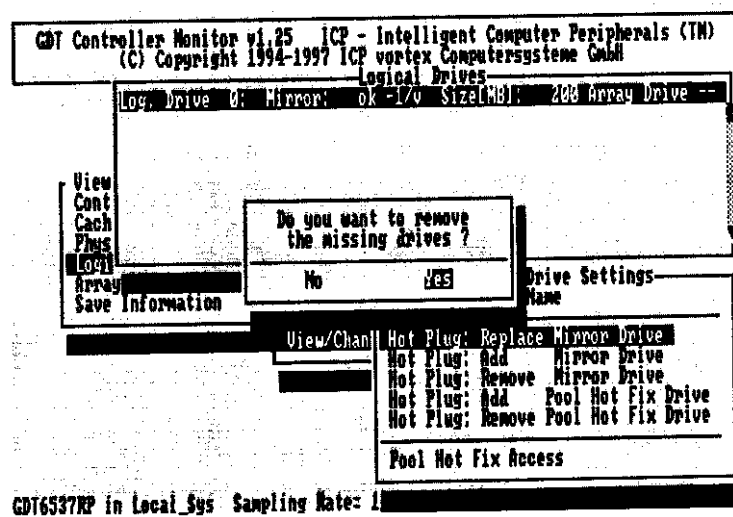 GDT Controller Monitor v1.25 ICP - Intelligent Computer Peripherals (TM)
(C) Copyright 1994-1997 ICP vortex Computersysteme GmbH
Logical Drives
Log. Drive 0: Mirror: ok -1/0 Size[MB]: 200 Array Drive --
View
Cont
Cach
Phys
Logi
Array
Save Information
Do you want to remove
the missing drives ?
No Yes
Drive Settings
Name
View/Chan
Hot Plug: Replace Mirror Drive
Hot Plug: Add Mirror Drive
Hot Plug: Remove Mirror Drive
Hot Plug: Add Pool Hot Fix Drive
Hot Plug: Remove Pool Hot Fix Drive
Pool Hot Fix Access
GDT6537RP in Local_Sys Sampling Rate= 1